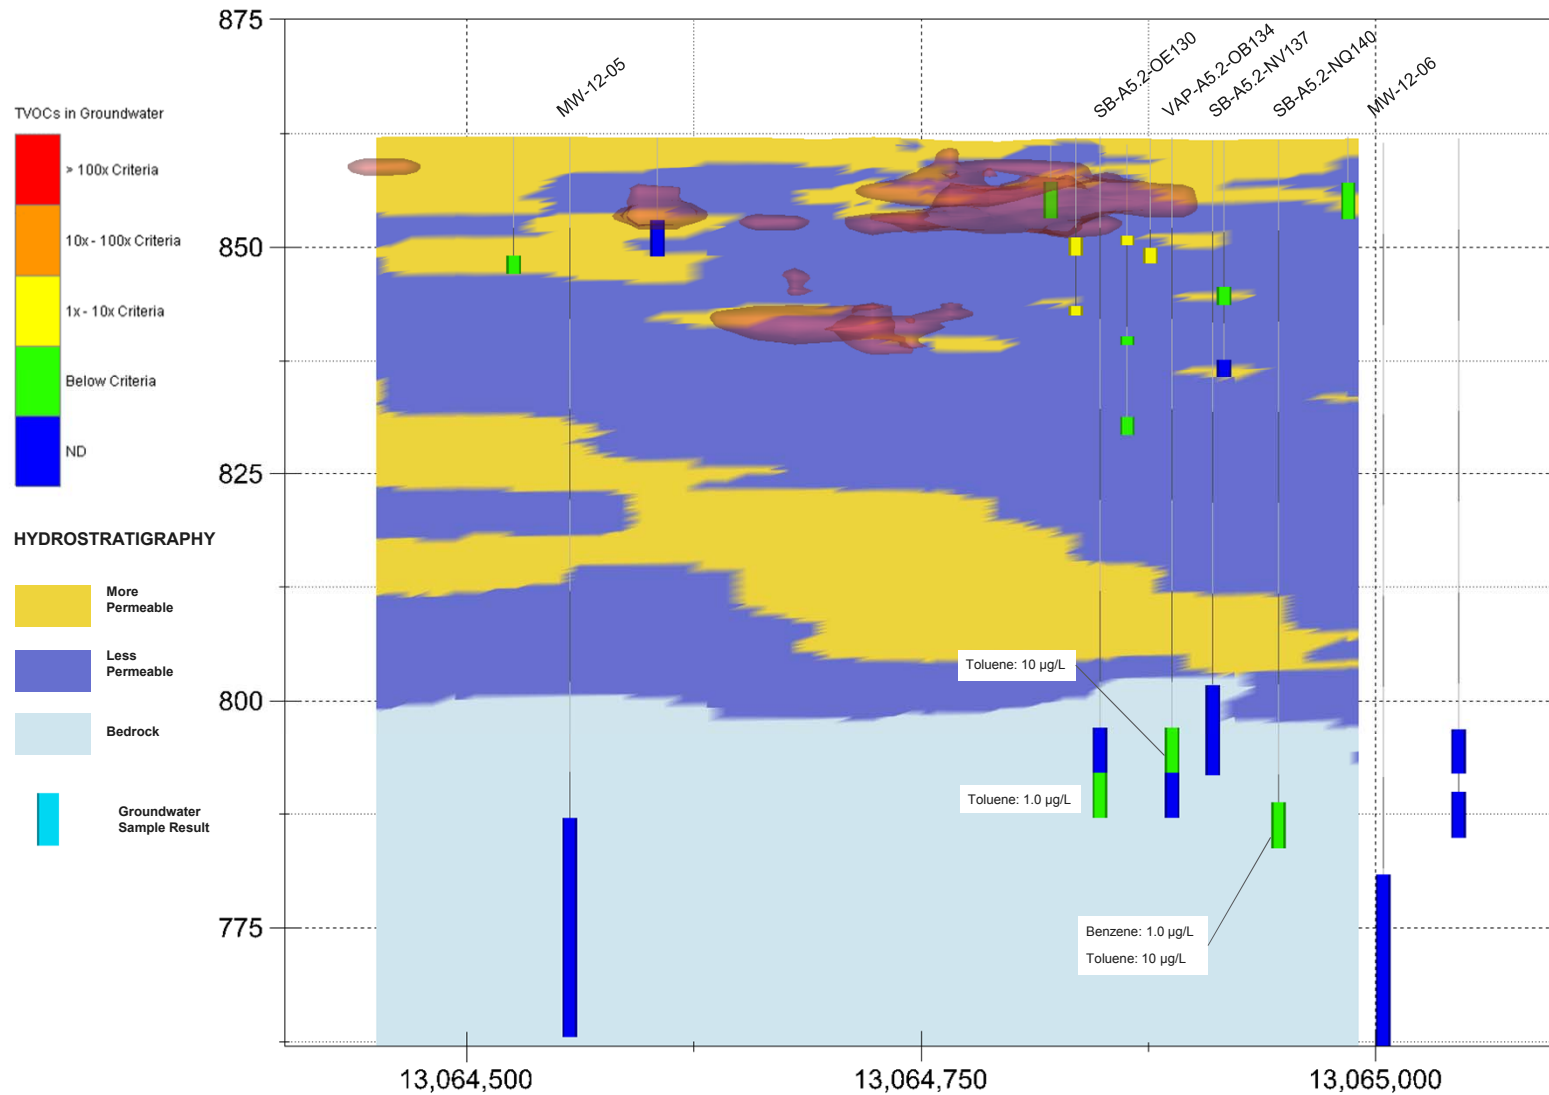 875
850
825
800
775
13,064,500
13,064,750
13,065,000
MW-12-05
SB-A5.2-OE130
VAP-A5.2-OB134
SB-A5.2-NV137
SB-A5.2-NQ140
MW-12-06
TVOCs in Groundwater
> 100x Criteria
10x - 100x Criteria
1x - 10x Criteria
Below Criteria
ND
HYDROSTRATIGRAPHY
More
Permeable
Less
Permeable
Bedrock
Groundwater
Sample Result
Toluene: 10 µg/L
Toluene: 1.0 µg/L
Benzene: 1.0 µg/L
Toluene: 10 µg/L